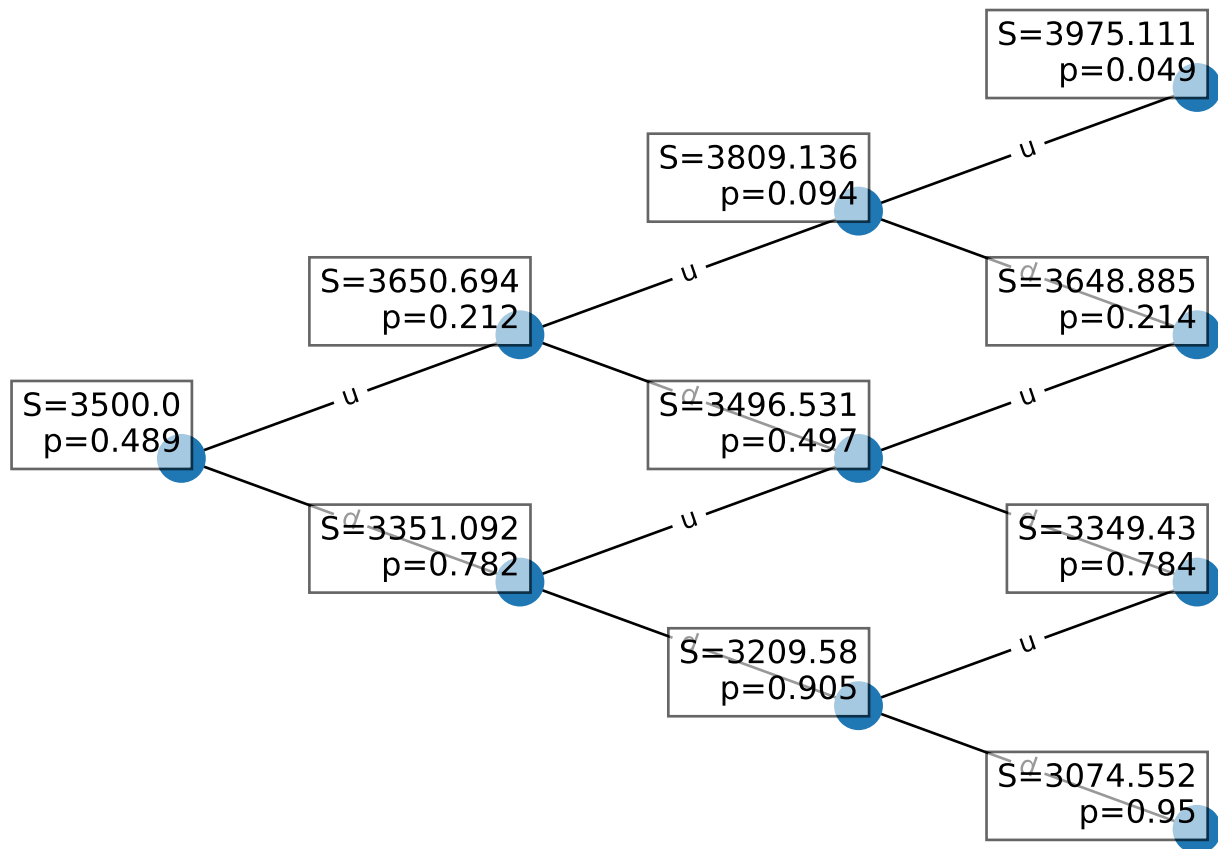 S=3975.111
p=0.049
u
S=3809.136
p=0.094
u
d
S=3650.694
p=0.212
S=3648.885
p=0.214
u
d
u
S=3500.0
p=0.489
S=3496.531
p=0.497
d
u
d
S=3351.092
p=0.782
S=3349.43
p=0.784
d
u
S=3209.58
p=0.905
d
S=3074.552
p=0.95